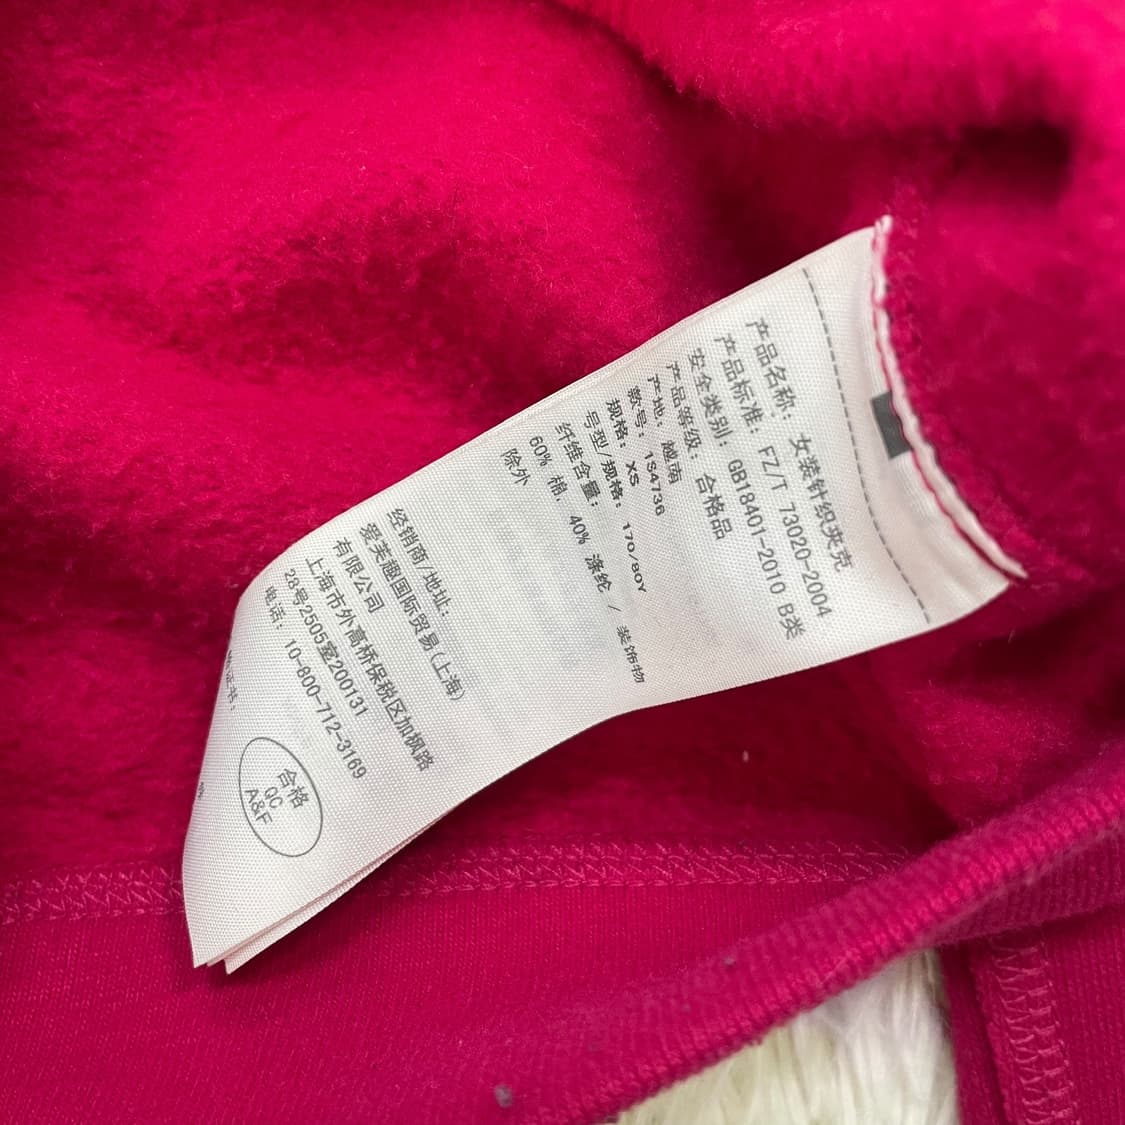 产品名称： 女装针织夹克
产品标准： FZ/T 73020-2004
安全类别： GB18401-2010 B类
产品等级： 合格品
产地： 越南
款号： 154736
规格： XS
号型/规格： 170/80Y
纤维含量：
60% 棉， 40% 涤纶 / 装饰物
除外
经销商/地址：
爱芙趣国际贸易(上海)
有限公司
上海市外高桥保税区加枫路
28号2505室200131
电话： 10-800-712-3169
证书：
合格
QC
A&F